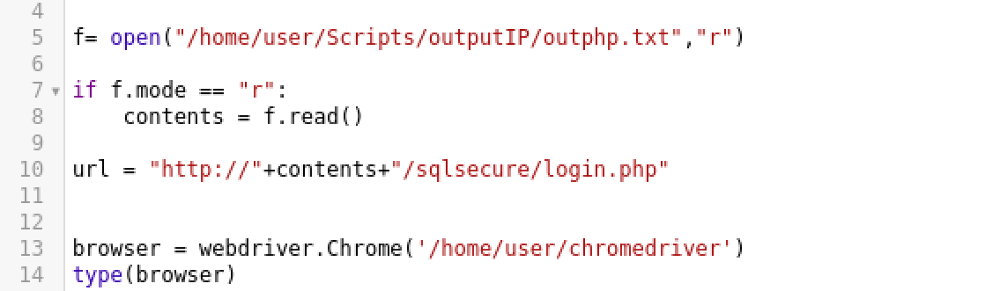 4
5 f= open("/home/user/Scripts/outputIP/outphp.txt","r")
6
7 if f.mode == "r":
8     contents = f.read()
9
10 url = "http://"+contents+"/sqlsecure/login.php"
11
12
13 browser = webdriver.Chrome('/home/user/chromedriver')
14 type(browser)